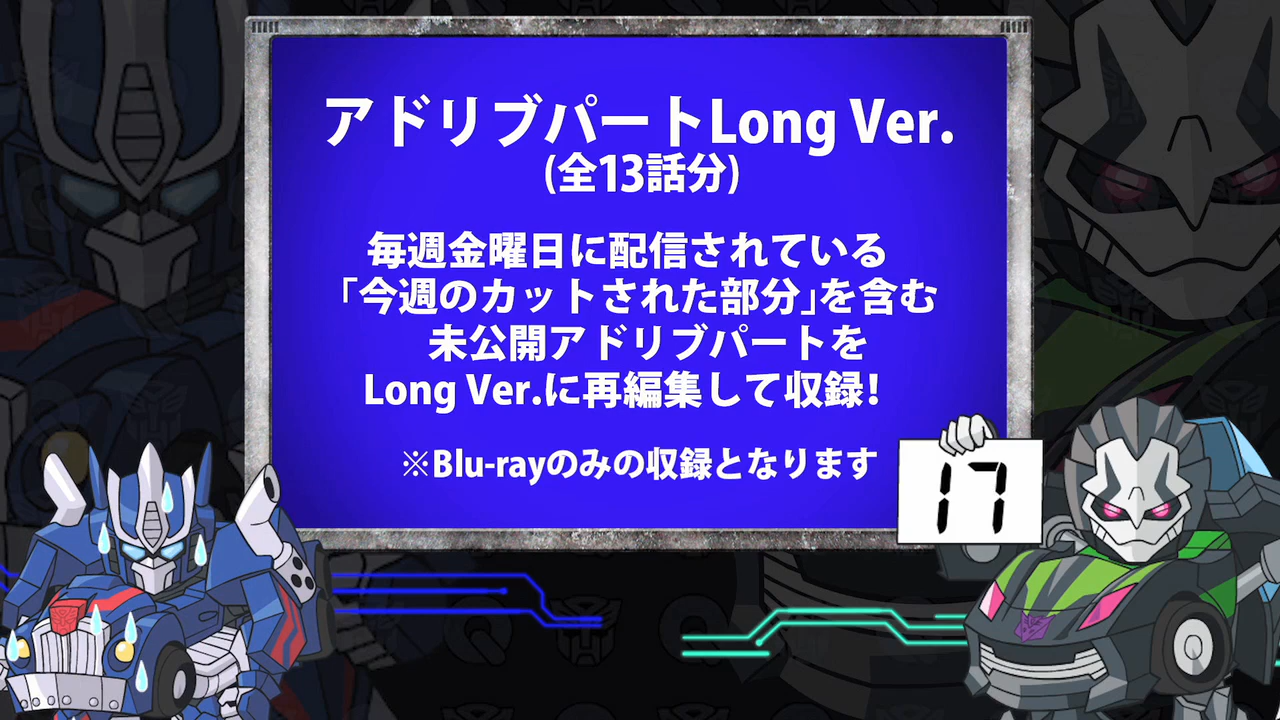 アドリブパートLong Ver.
(全13話分)
毎週金曜日に配信されている
「今週のカットされた部分」を含む
未公開アドリブパートを
Long Ver.に再編集して収録!
※Blu-rayのみの収録となります
17